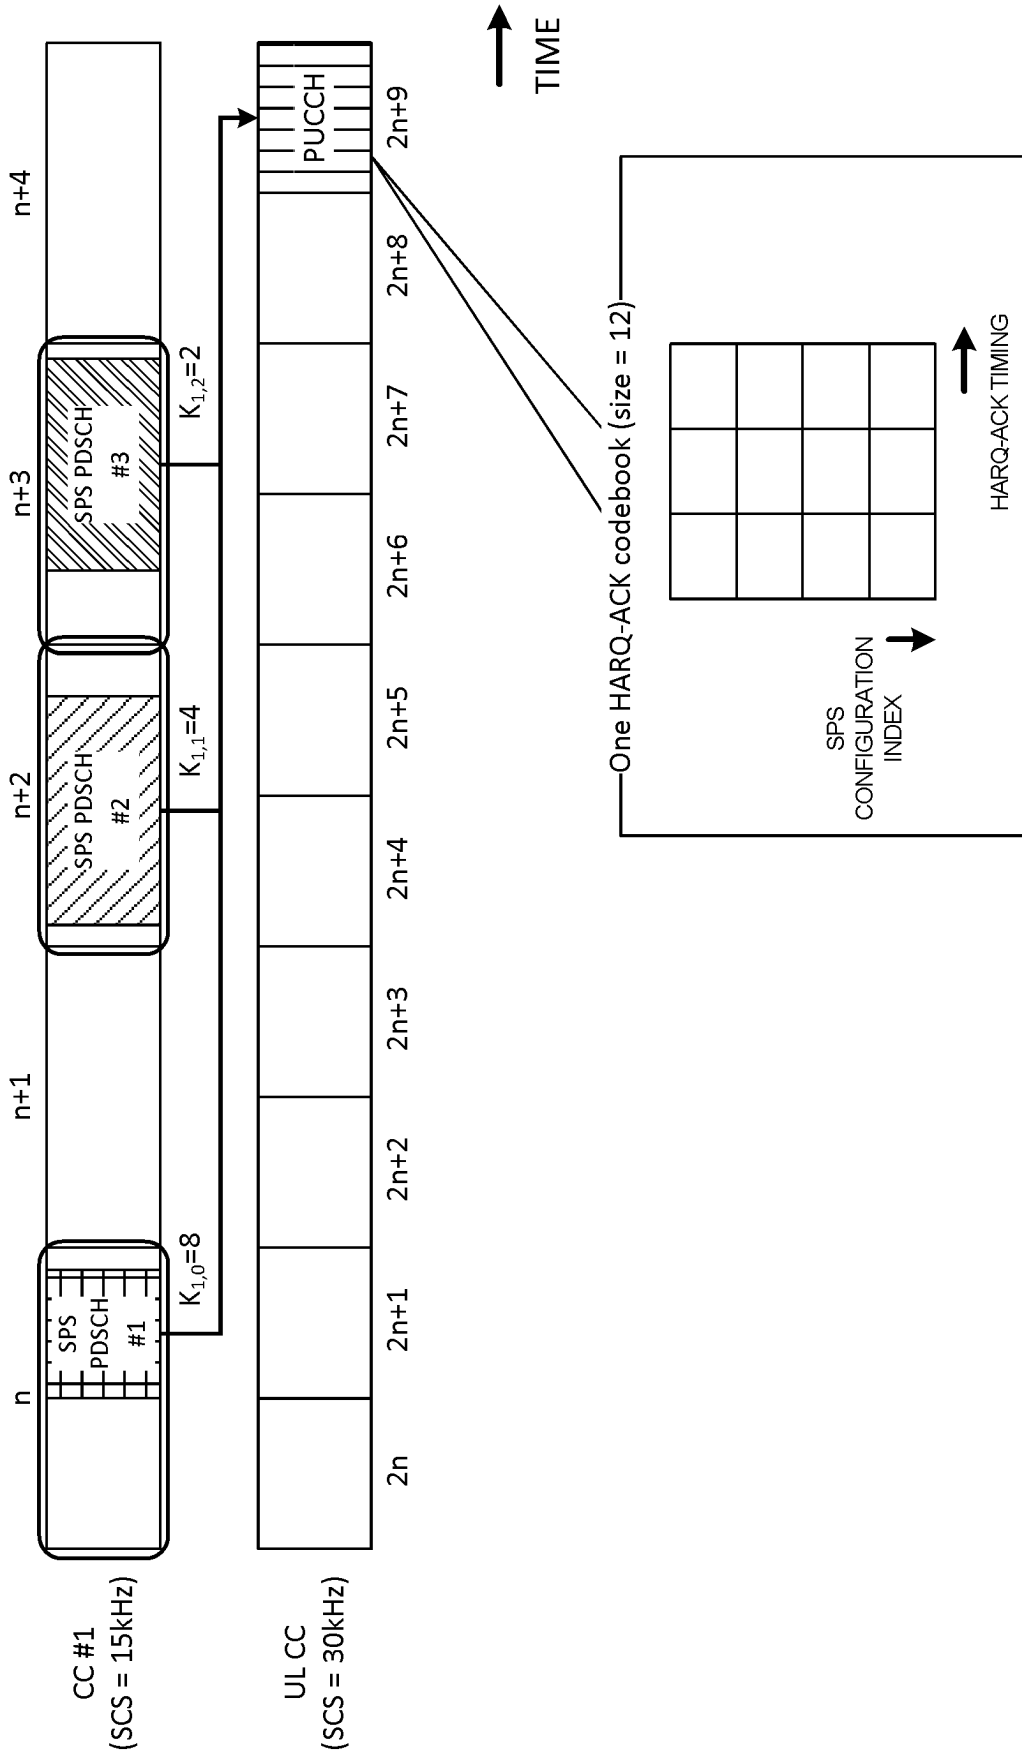 n
n+1
n+2
n+3
n+4
CC #1
(SCS = 15kHz)
SPS
PDSCH
#1
SPS PDSCH
#2
SPS PDSCH
#3
K1,0=8
K1,1=4
K1,2=2
UL CC
(SCS = 30kHz)
PUCCH
2n
2n+1
2n+2
2n+3
2n+4
2n+5
2n+6
2n+7
2n+8
2n+9
TIME
One HARQ-ACK codebook (size = 12)
SPS
CONFIGURATION
INDEX
HARQ-ACK TIMING